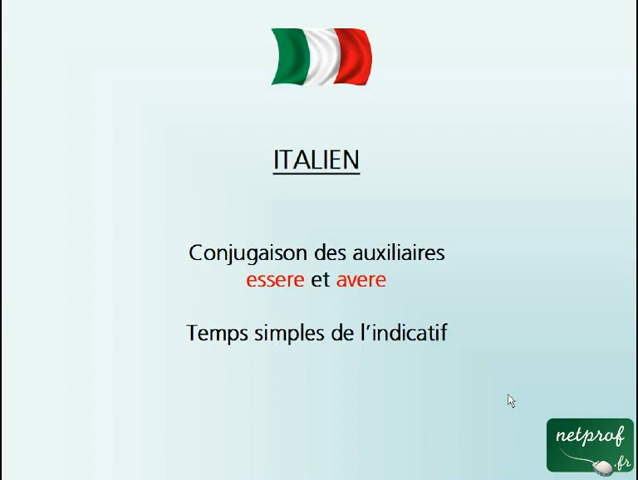 ITALIEN
Conjugaison des auxiliaires
essere et avere
Temps simples de l'indicatif
netprof
.fr